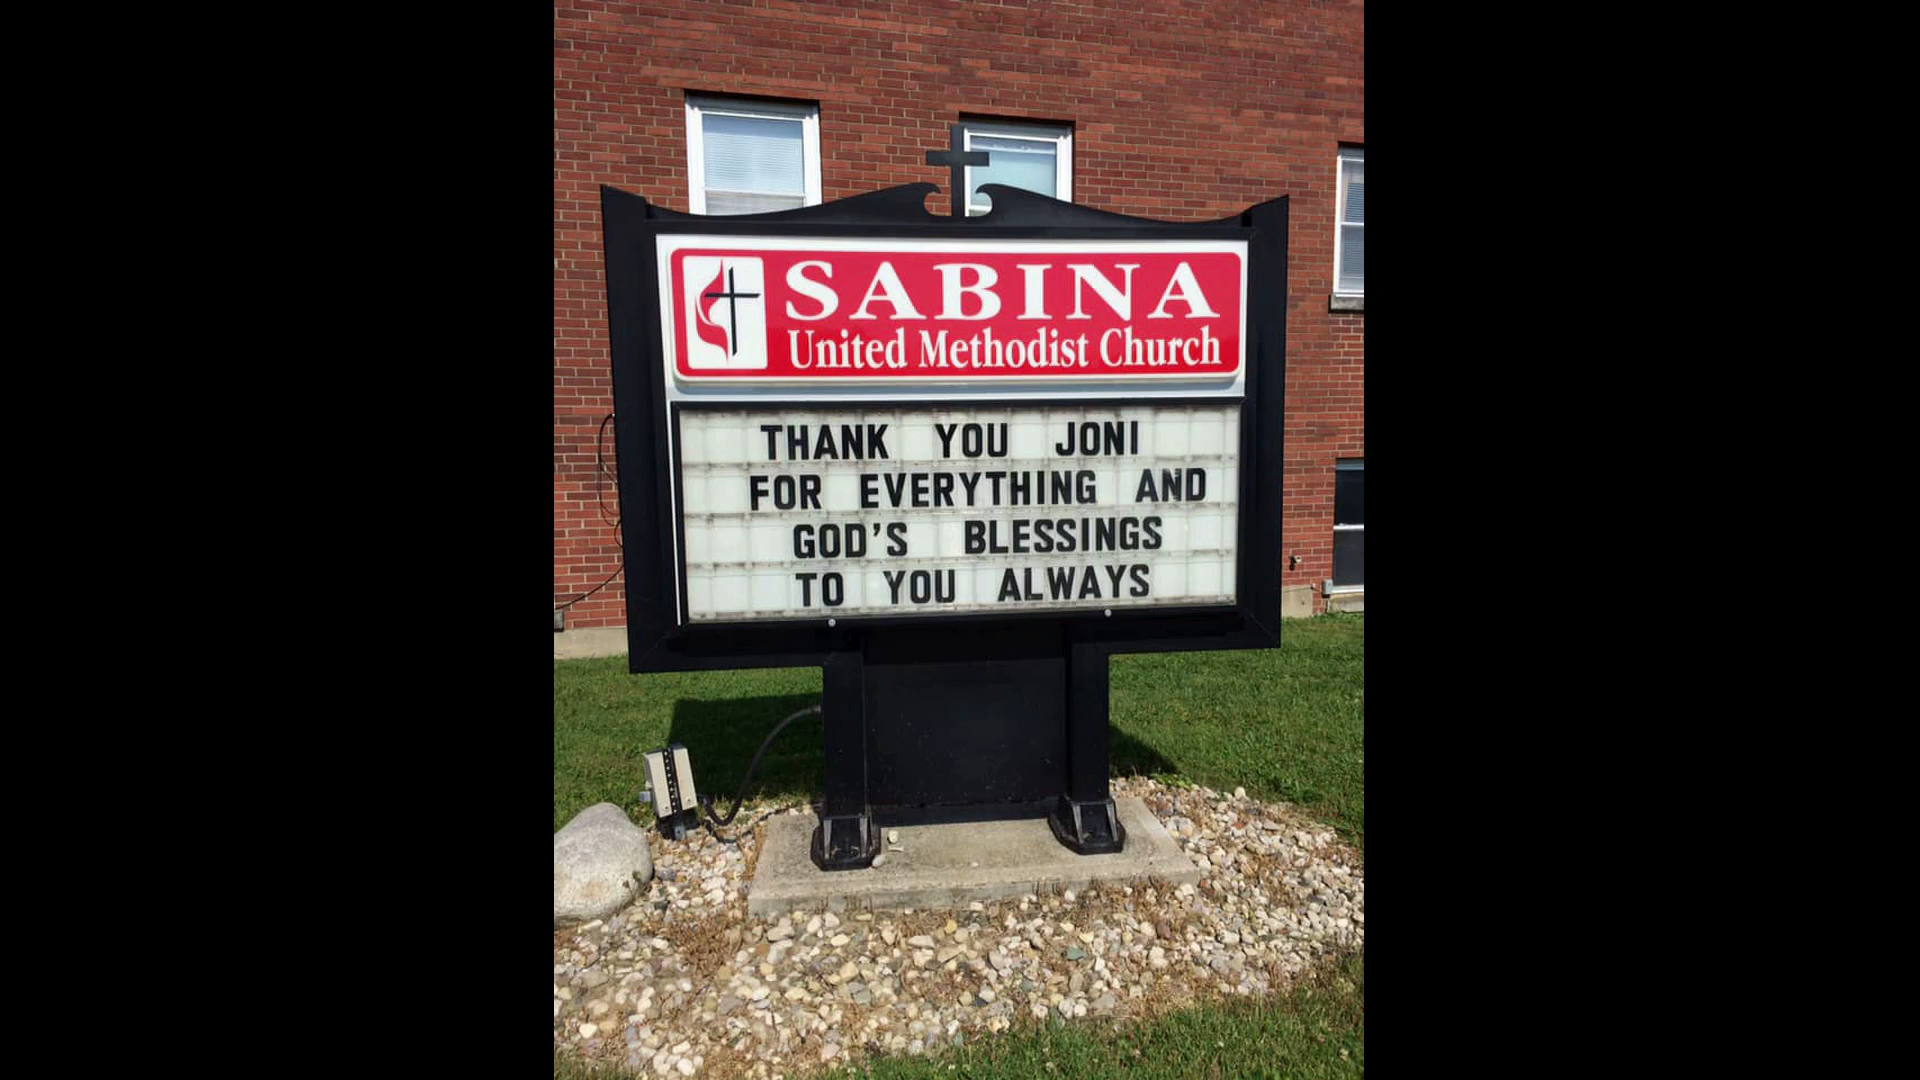 SABINA
United Methodist Church
THANK YOU JONI
FOR EVERYTHING AND
GOD'S BLESSINGS
TO YOU ALWAYS